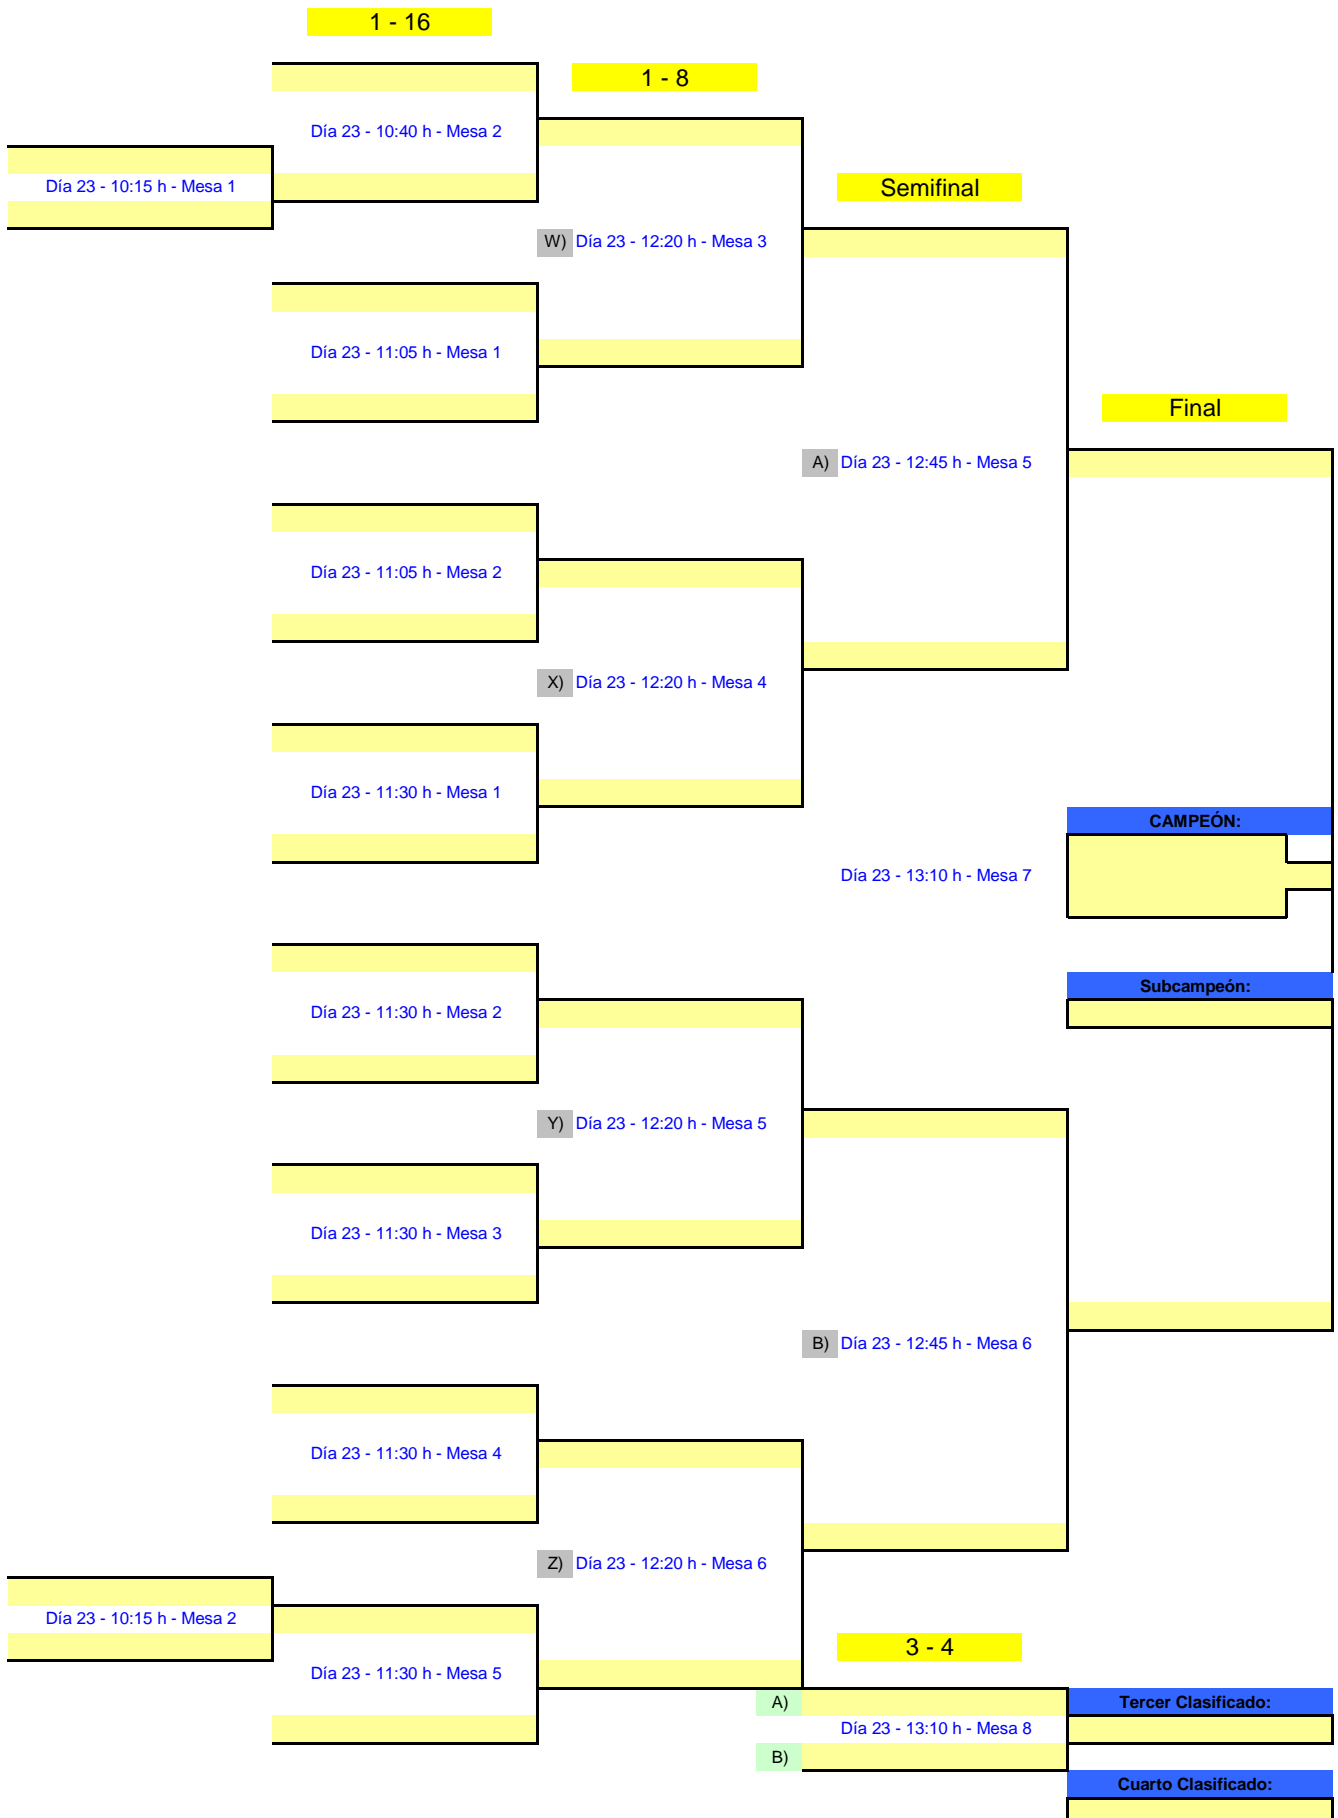 1 - 16
1 - 8
Día 23 - 10:40 h - Mesa 2
Día 23 - 10:15 h - Mesa 1
Semifinal
W) Día 23 - 12:20 h - Mesa 3
Día 23 - 11:05 h - Mesa 1
Final
A) Día 23 - 12:45 h - Mesa 5
Día 23 - 11:05 h - Mesa 2
X) Día 23 - 12:20 h - Mesa 4
Día 23 - 11:30 h - Mesa 1
CAMPEÓN:
Día 23 - 13:10 h - Mesa 7
Subcampeón:
Día 23 - 11:30 h - Mesa 2
Y) Día 23 - 12:20 h - Mesa 5
Día 23 - 11:30 h - Mesa 3
B) Día 23 - 12:45 h - Mesa 6
Día 23 - 11:30 h - Mesa 4
Z) Día 23 - 12:20 h - Mesa 6
Día 23 - 10:15 h - Mesa 2
3 - 4
Día 23 - 11:30 h - Mesa 5
A)
Tercer Clasificado:
Día 23 - 13:10 h - Mesa 8
B)
Cuarto Clasificado: